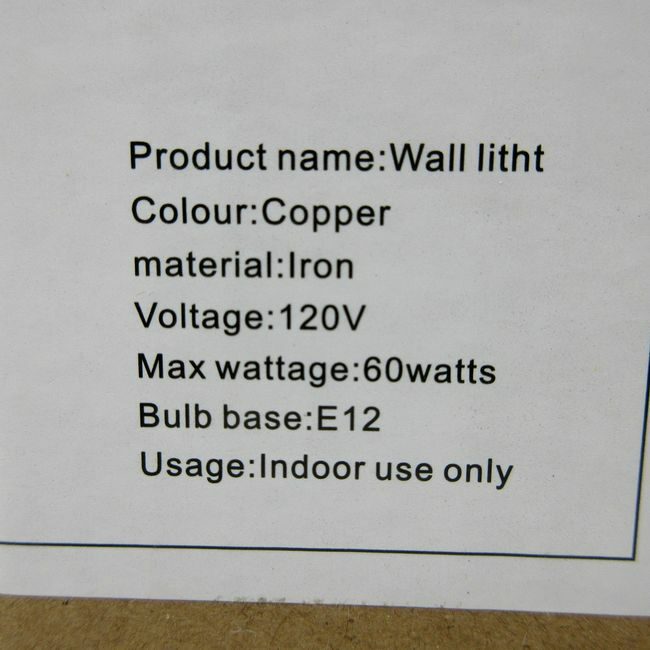 Product name:Wall litht
Colour:Copper
material:Iron
Voltage:120V
Max wattage:60watts
Bulb base:E12
Usage:Indoor use only